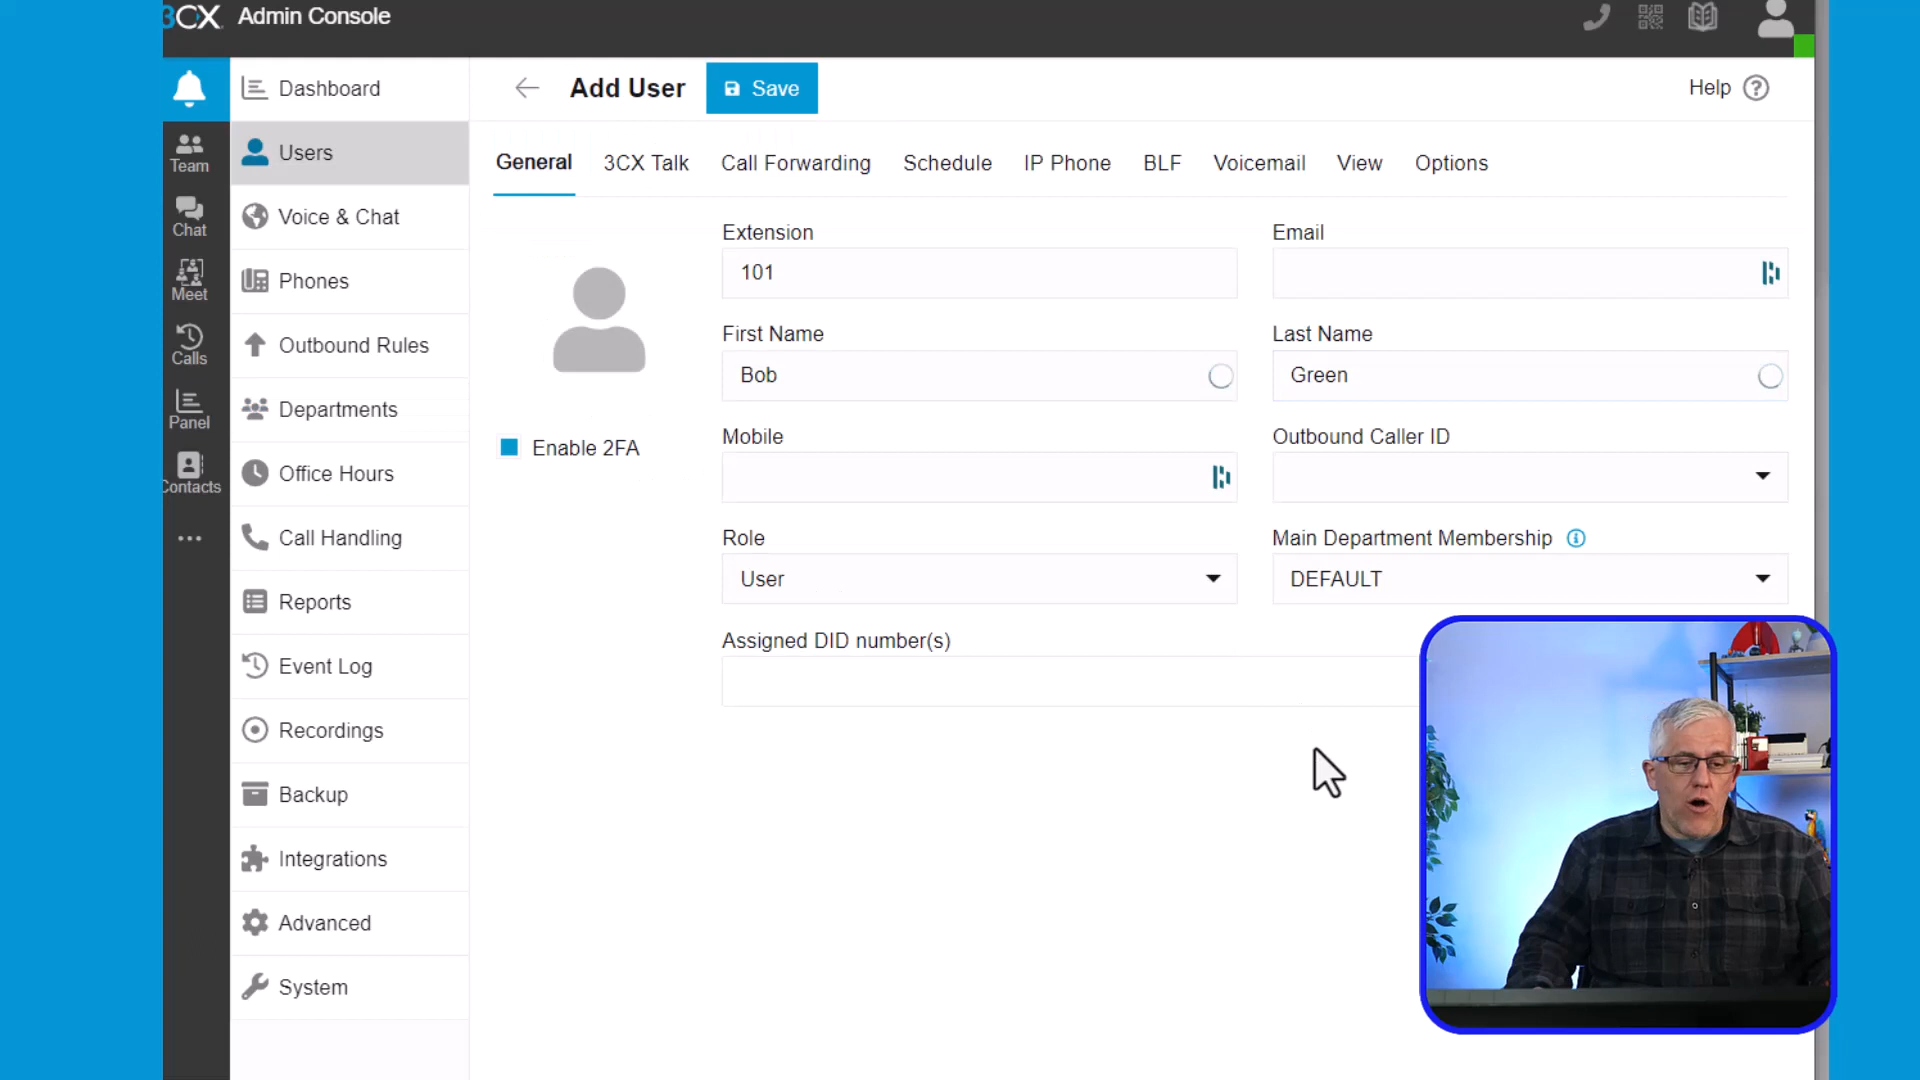 3CX Admin Console
Dashboard
Add User
Save
Help
Team
Users
General
3CX Talk
Call Forwarding
Schedule
IP Phone
BLF
Voicemail
View
Options
Chat
Voice & Chat
Extension
Email
101
Meet
Phones
First Name
Last Name
Calls
Outbound Rules
Bob
Green
Panel
Departments
Enable 2FA
Mobile
Outbound Caller ID
Contacts
Office Hours
Call Handling
Role
Main Department Membership
User
DEFAULT
Reports
Assigned DID number(s)
Event Log
Recordings
Backup
Integrations
Advanced
System